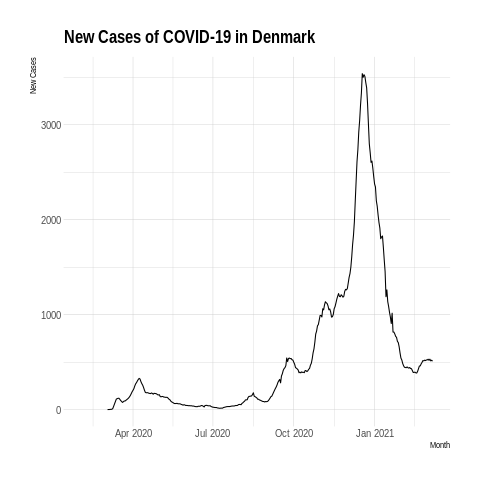 New Cases of COVID-19 in Denmark
New Cases
3000
2000
1000
0
Apr 2020
Jul 2020
Oct 2020
Jan 2021
Month